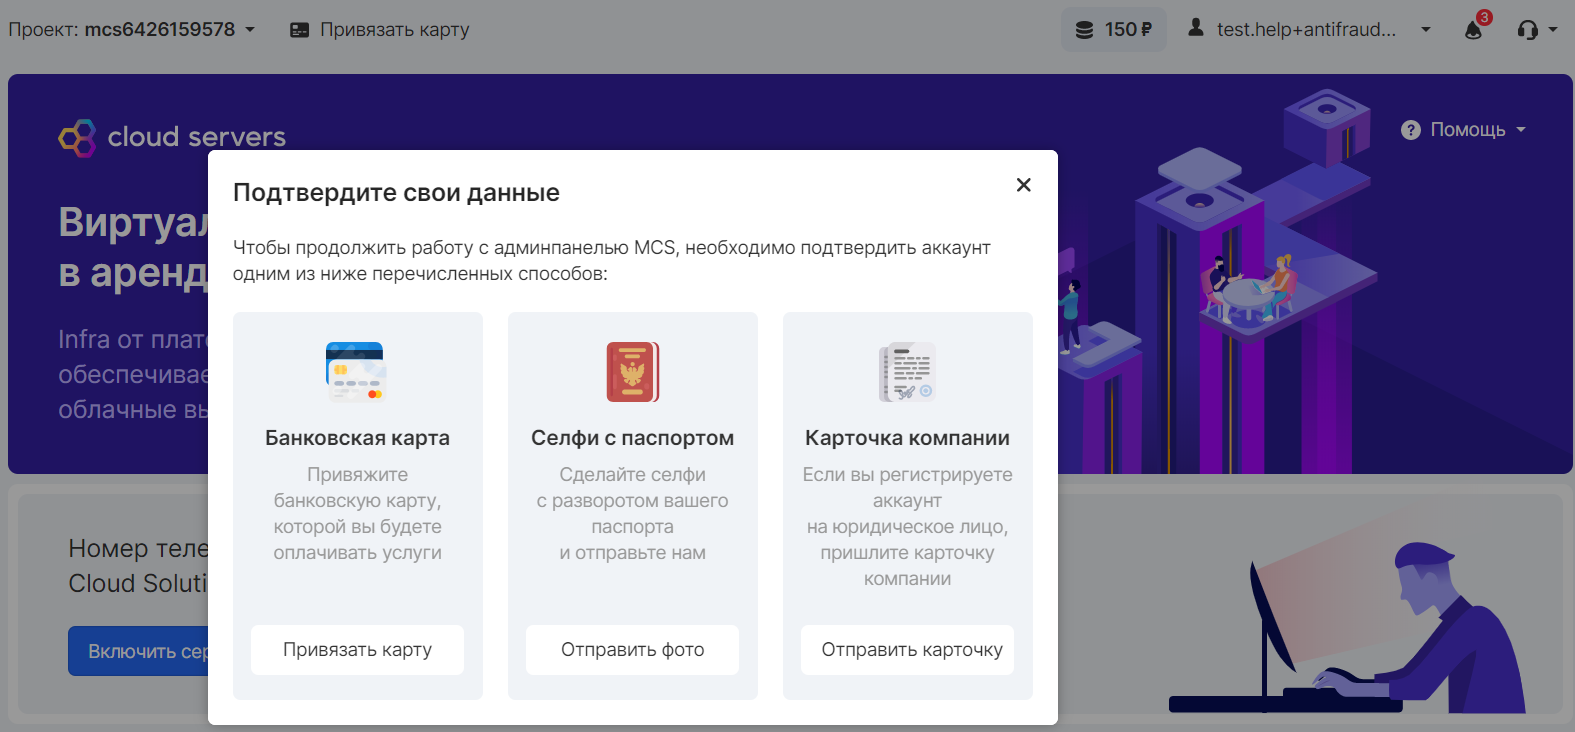 Проект: mcs6426159578
Привязать карту
150 ₽
test.help+antifraud...
3
cloud servers
Помощь
Виртуал
в аренд
Infra от плат
обеспечивае
облачные вы
Подтвердите свои данные
Чтобы продолжить работу с админпанелью MCS, необходимо подтвердить аккаунт
одним из ниже перечисленных способов:
Банковская карта
Привяжите
банковскую карту,
которой вы будете
оплачивать услуги
Привязать карту
Селфи с паспортом
Сделайте селфи
с разворотом вашего
паспорта
и отправьте нам
Отправить фото
Карточка компании
Если вы регистрируете
аккаунт
на юридическое лицо,
пришлите карточку
компании
Отправить карточку
Номер теле
Cloud Soluti
Включить сер